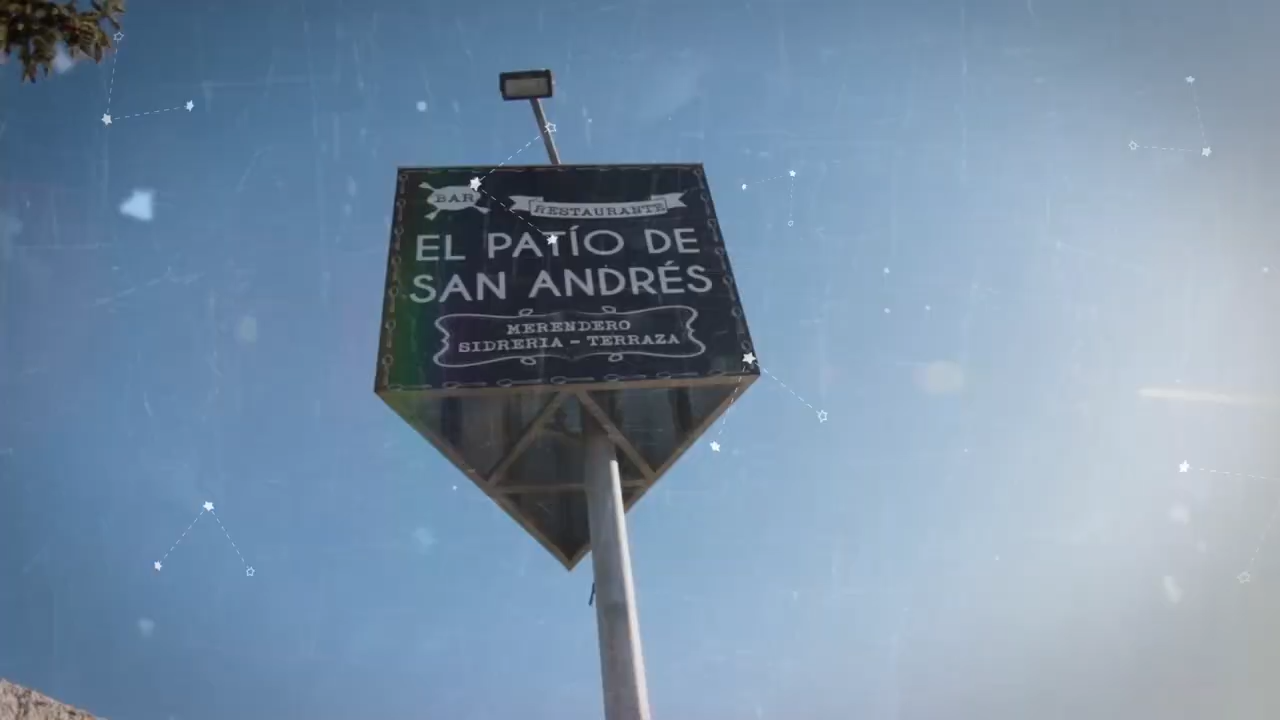 BAR RESTAURANTE
EL PATÍO DE
SAN ANDRÉS
MERENDERO
SIDRERIA - TERRAZA